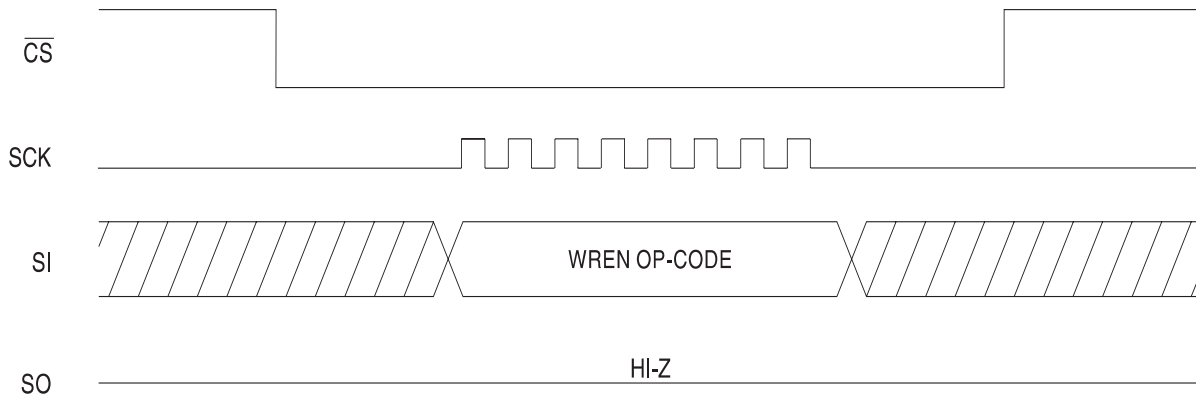 CS
SCK
SI
WREN OP-CODE
HI-Z
SO